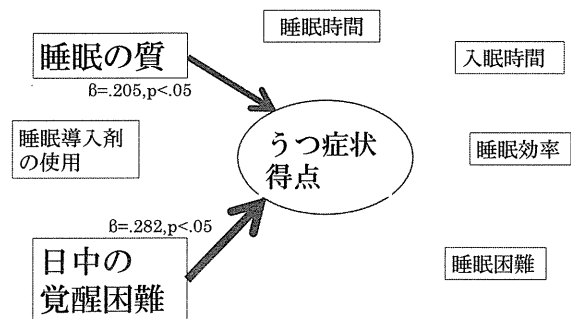 睡眠時間
睡眠の質
入眠時間
ß=.205,p<.05
睡眠導入剤
の使用
うつ症状
得点
睡眠効率
ß=.282,p<.05
日中の
覚醒困難
睡眠困難